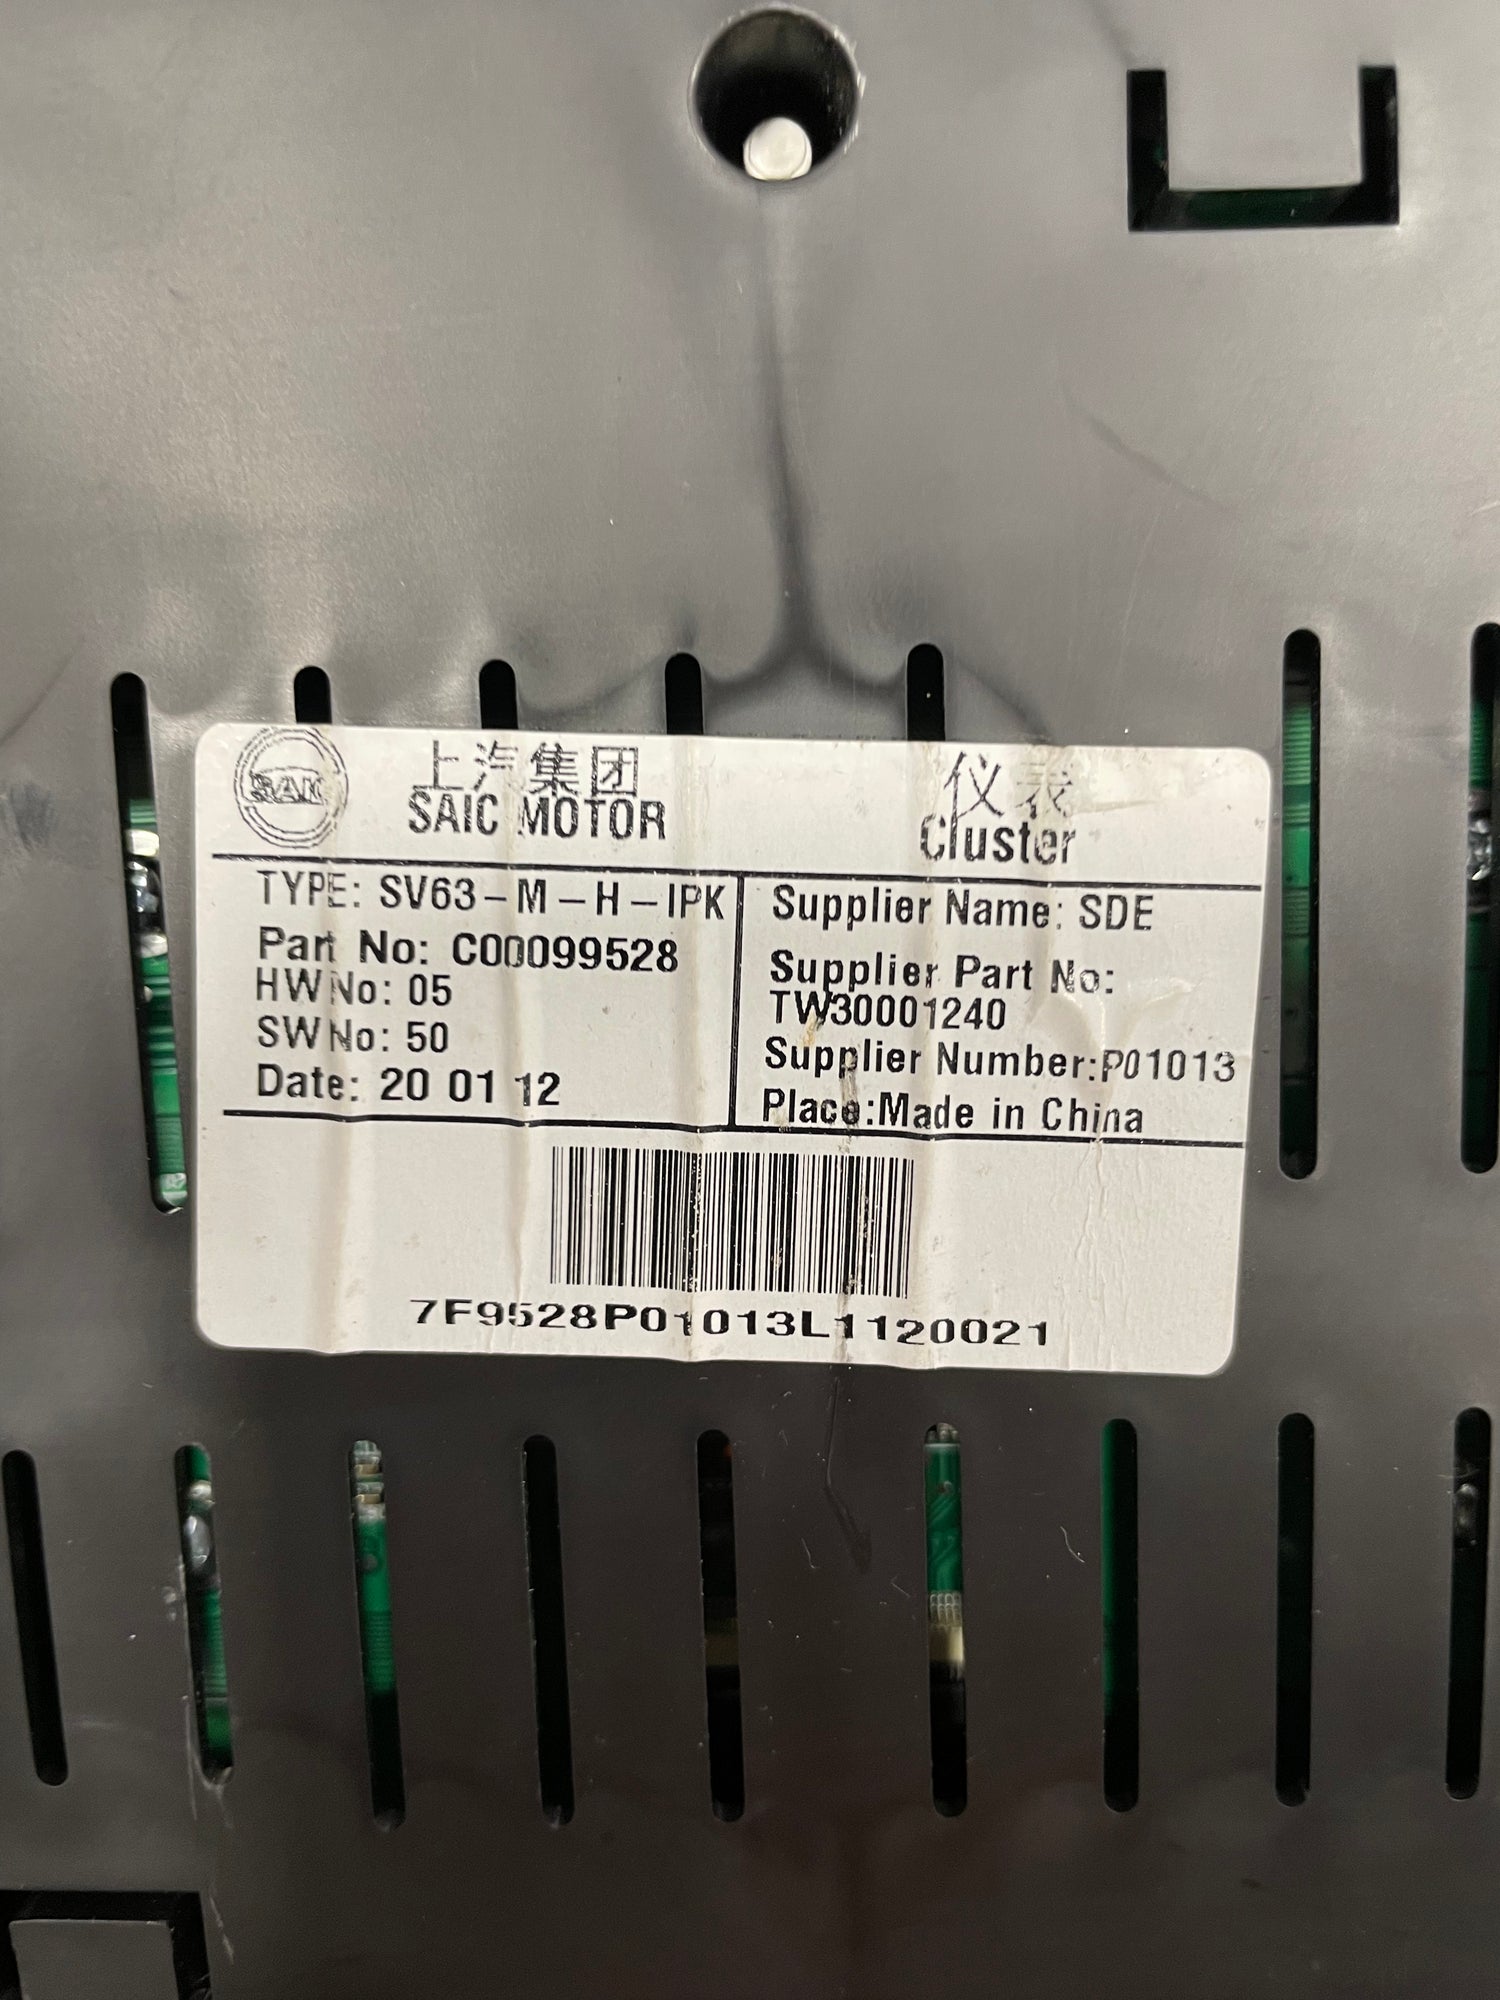 SAIC
上汽集团
SAIC MOTOR
仪表
Cluster
TYPE: SV63-M-H-IPK
Part No: C00099528
HW No: 05
SW No: 50
Date: 20 01 12
Supplier Name: SDE
Supplier Part No:
TW30001240
Supplier Number:P01013
Place:Made in China
7F9528P01013L1120021